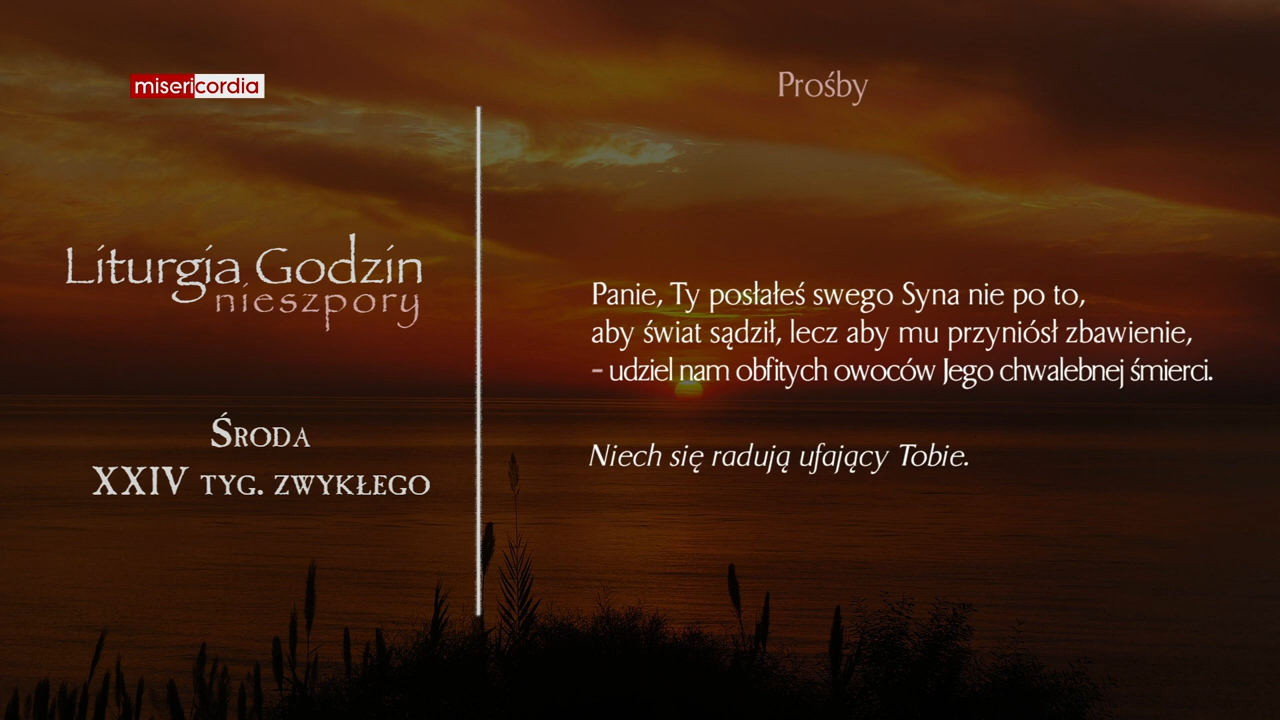 misericordia
Prośby
Liturgia Godzin
nieszpory
Środa
XXIV tyg. zwykłego
Panie, Ty posłałeś swego Syna nie po to,
aby świat sądził, lecz aby mu przyniósł zbawienie,
- udziel nam obfitych owoców Jego chwalebnej śmierci.
Niech się radują ufający Tobie.